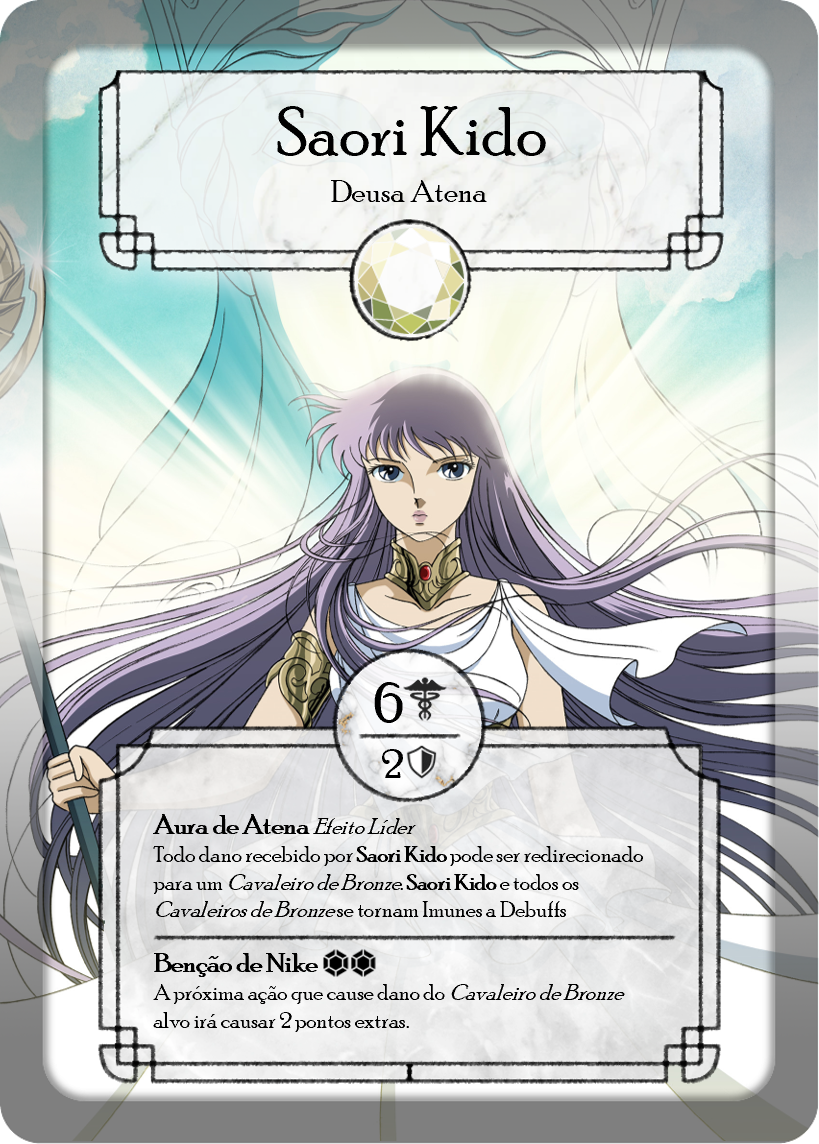 Saori Kido
Deusa Atena
6
2
Aura de Atena Efeito Líder
Todo dano recebido por Saori Kido pode ser redirecionado
para um Cavaleiro de Bronze. Saori Kido e todos os
Cavaleiros de Bronze se tornam Imunes a Debuffs
Benção de Nike
A próxima ação que cause dano do Cavaleiro de Bronze
alvo irá causar 2 pontos extras.